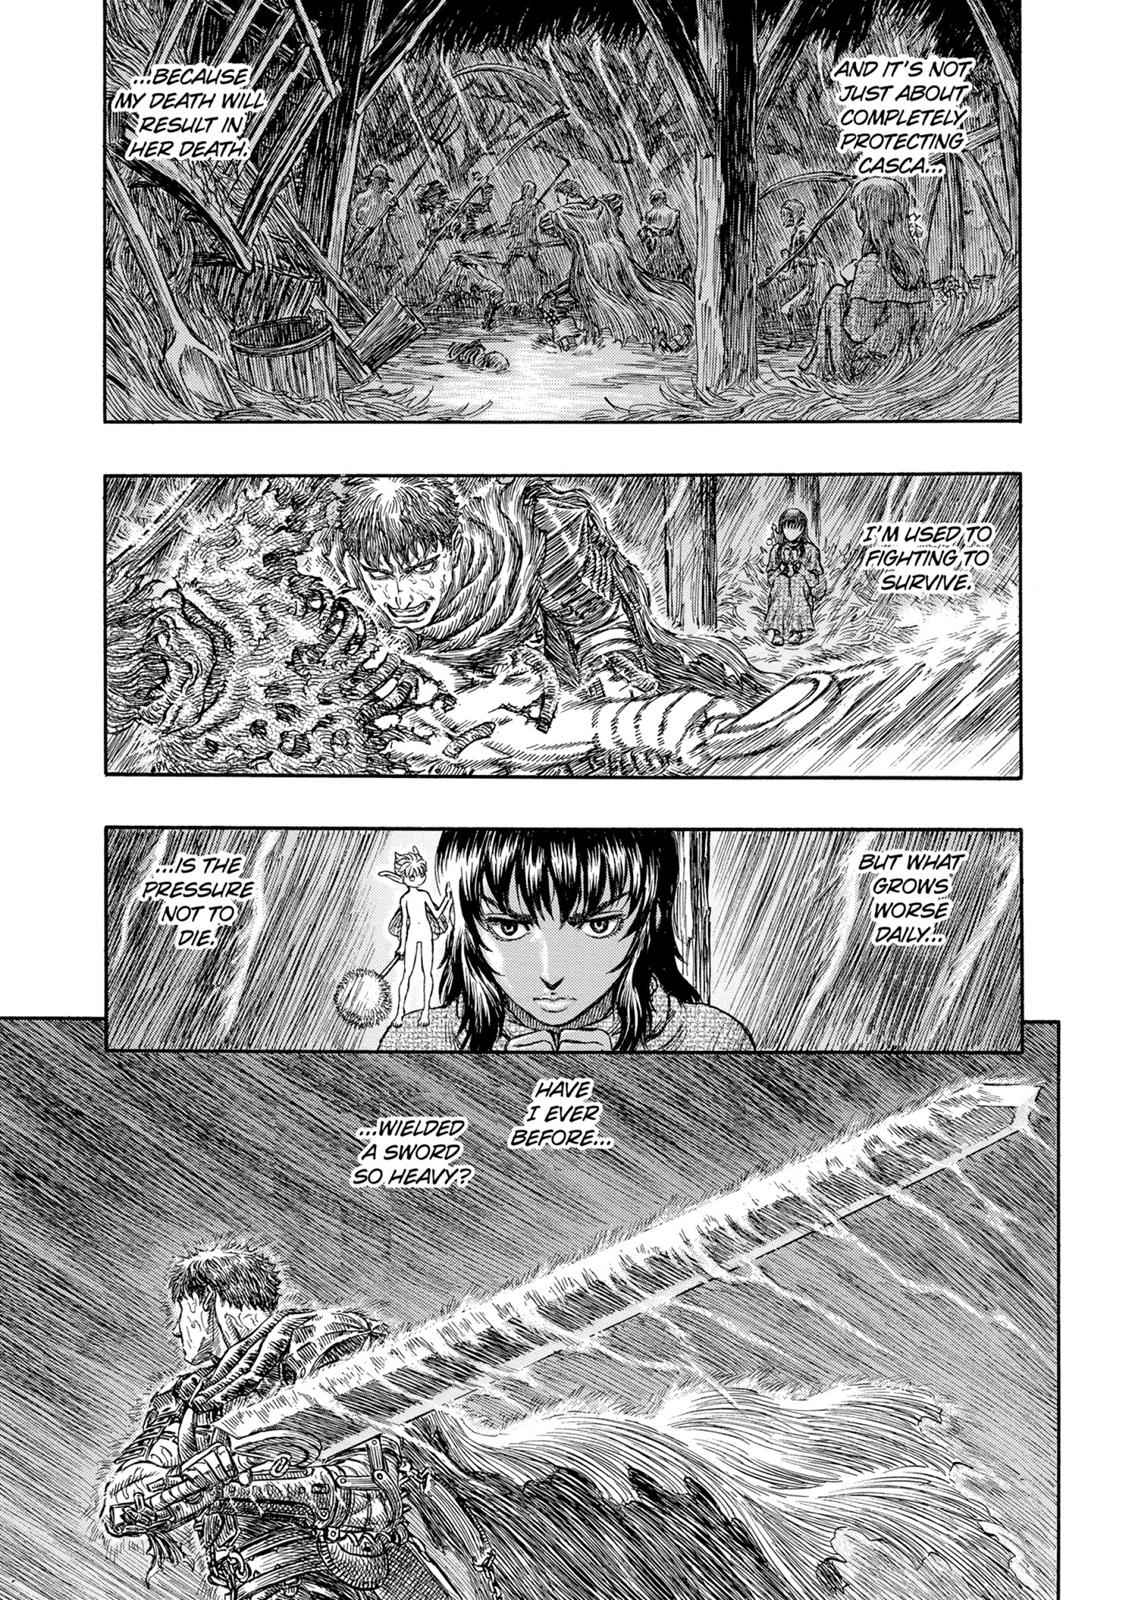 AND IT'S NOT
JUST ABOUT
COMPLETELY
PROTECTING
CASCA...
...BECAUSE
MY DEATH WILL
RESULT IN
HER DEATH.
I'M USED TO
FIGHTING TO
SURVIVE.
BUT WHAT
GROWS
WORSE
DAILY...
...IS THE
PRESSURE
NOT TO
DIE.
HAVE
I EVER
BEFORE...
...WIELDED
A SWORD
SO HEAVY?